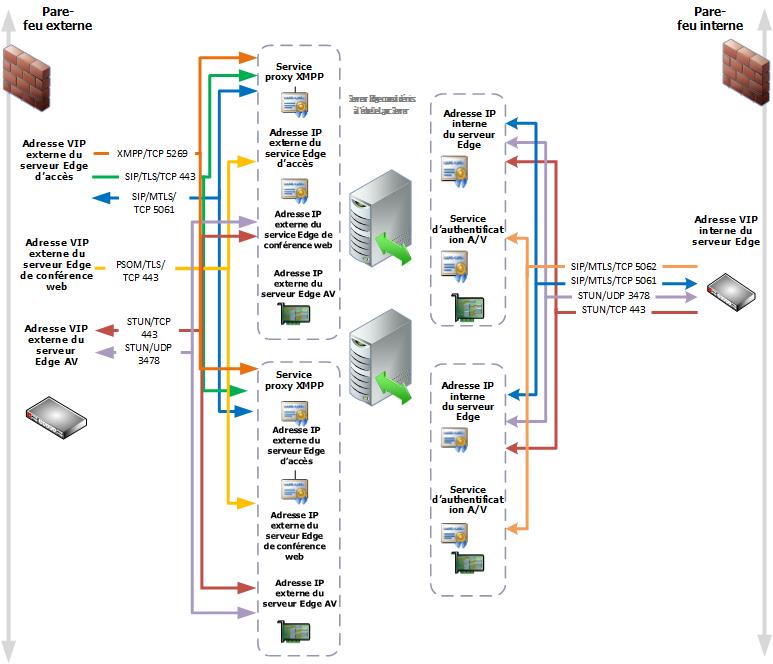 Pare-
feu externe
Pare-
feu interne
Adresse VIP
externe du
serveur Edge
d'accès
XMPP/TCP 5269
SIP/TLS/TCP 443
SIP/MTLS/
TCP 5061
Adresse VIP
externe du
serveur Edge
de conférence
web
PSOM/TLS/
TCP 443
Adresse VIP
externe du
serveur
Edge AV
STUN/TCP
443
STUN/UDP
3478
Service
proxy XMPP
Adresse IP
externe du
service Edge
d'accès
Adresse IP
externe du
service Edge de
conférence web
Adresse IP
externe du
serveur Edge AV
Service
proxy XMPP
Adresse IP
externe du
serveur Edge
d'accès
Adresse IP
externe du
serveur Edge
de conférence
web
Adresse IP
externe du
serveur Edge AV
Server
Server
Adresse IP
interne
du serveur
Edge
Service
d'authentificat
ion A/V
Adresse IP
interne
du serveur
Edge
Service
d'authentificat
ion A/V
Adresse VIP
interne du
serveur Edge
SIP/MTLS/TCP 5062
SIP/MTLS/TCP 5061
STUN/UDP 3478
STUN/TCP 443